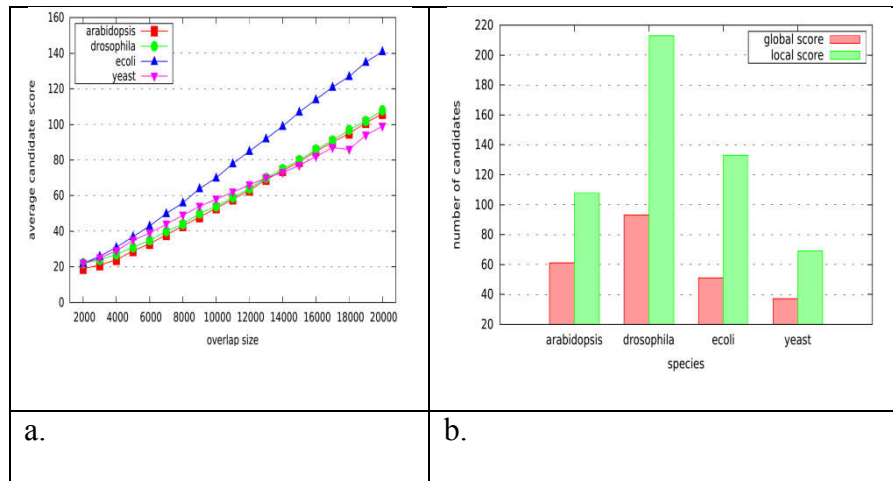 160
140
120
100
80
60
40
20
0
average candidate score
arabidopsis
drosophila
ecoli
yeast
2000 4000 6000 8000 10000 12000 14000 16000 18000 20000
overlap size
220
200
180
160
140
120
100
80
60
40
20
number of candidates
global score
local score
arabidopsis drosophila ecoli yeast
species
a.
b.